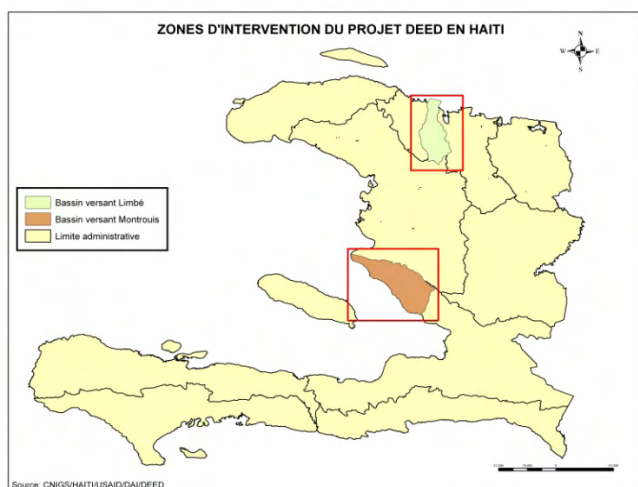 ZONES D'INTERVENTION DU PROJET DEED EN HAITI
N
W E
S
Bassin versant Limbé
Bassin versant Montrouis
Limite administrative
Source: CNIGS/HAITI/USAID/DAI/DEED